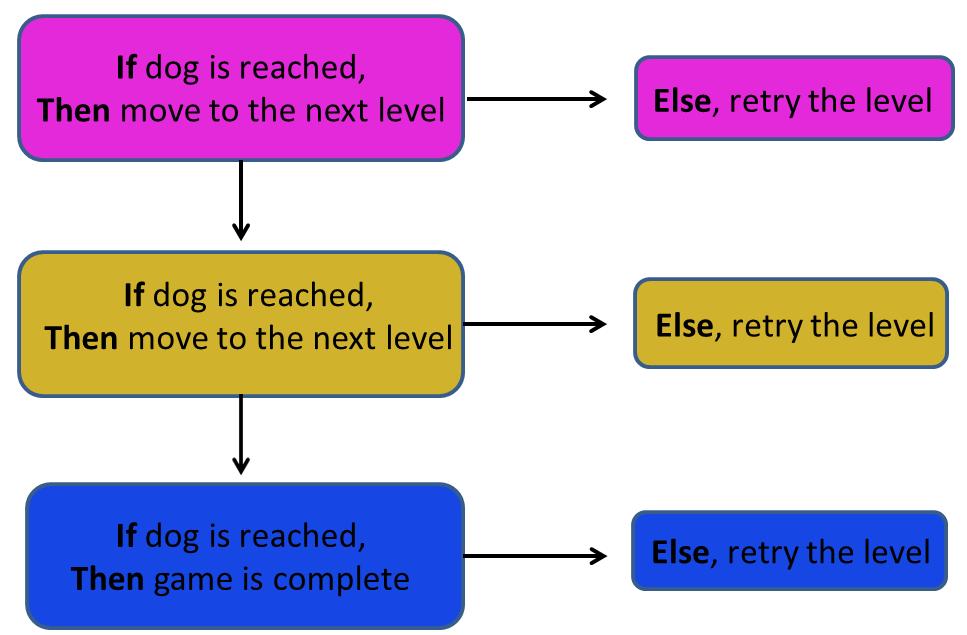 If dog is reached,
Then move to the next level
Else, retry the level
If dog is reached,
Then move to the next level
Else, retry the level
If dog is reached,
Then game is complete
Else, retry the level